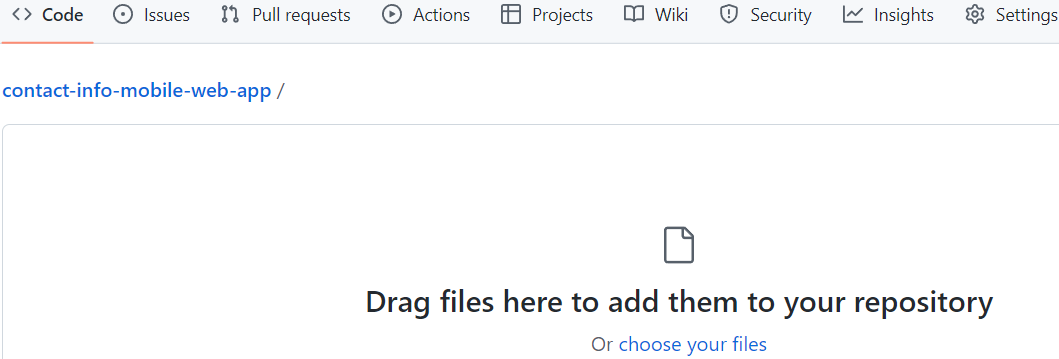 Code Issues Pull requests Actions Projects Wiki Security Insights Settings
contact-info-mobile-web-app /
Drag files here to add them to your repository
Or choose your files